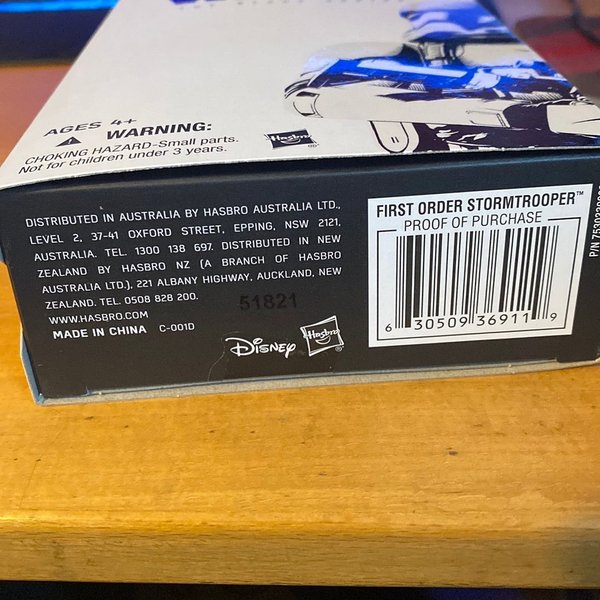 AGES 4+
WARNING:
CHOKING HAZARD-Small parts.
Not for children under 3 years.
Hasbro
DISTRIBUTED IN AUSTRALIA BY HASBRO AUSTRALIA LTD.,
LEVEL 2, 37-41 OXFORD STREET, EPPING, NSW 2121,
AUSTRALIA. TEL. 1300 138 697. DISTRIBUTED IN NEW
ZEALAND BY HASBRO NZ (A BRANCH OF HASBRO
AUSTRALIA LTD.), 221 ALBANY HIGHWAY, AUCKLAND, NEW
ZEALAND. TEL. 0508 828 200.
WWW.HASBRO.COM
MADE IN CHINA C-001D
51821
Disney Hasbro
FIRST ORDER STORMTROOPER™
PROOF OF PURCHASE
6 30509 36911 9
P/N